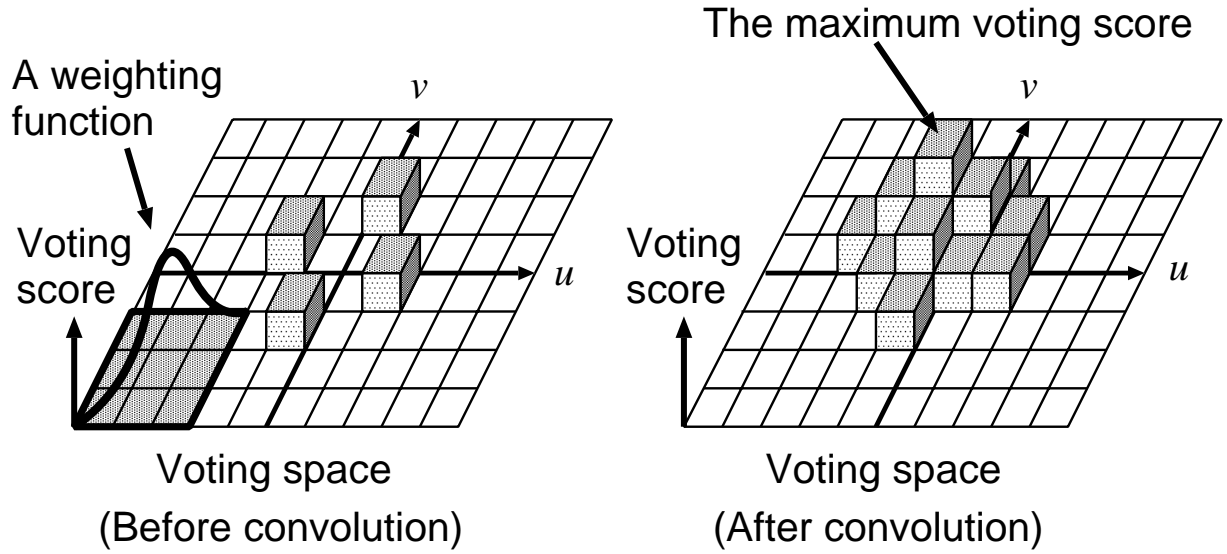 A weighting
function
v
Voting
score
u
Voting space
(Before convolution)
The maximum voting score
v
Voting
score
u
Voting space
(After convolution)